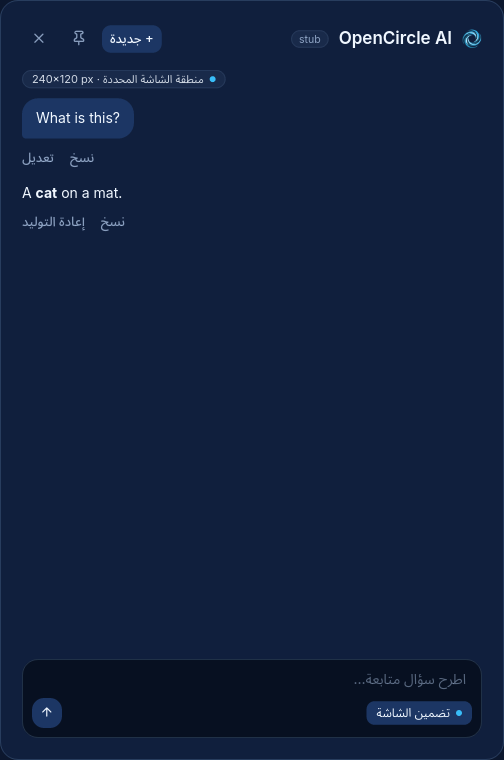 OpenCircle AI stub + جديدة
منطقة الشاشة المحددة · 240×120 px
What is this?
نسخ تعديل
A cat on a mat.
نسخ إعادة التوليد
اطرح سؤال متابعة...
تضمين الشاشة